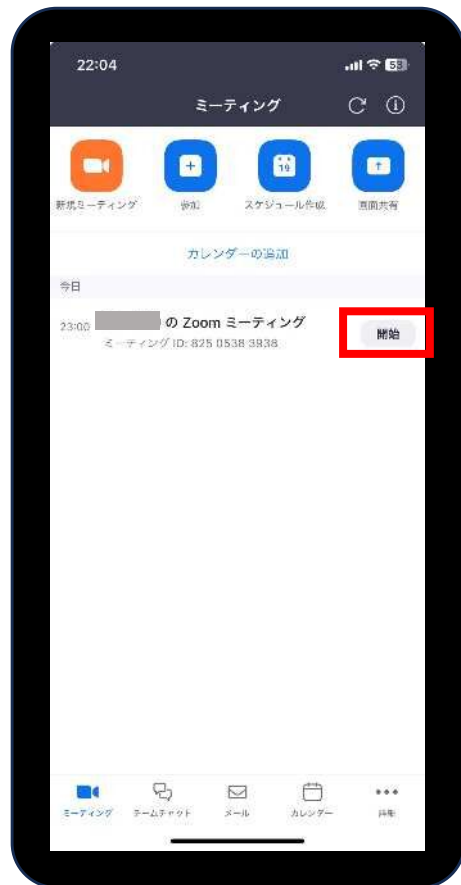 22:04
53
ミーティング
新規ミーティング
参加
19
スケジュール作成
画面共有
カレンダーの追加
今日
23:00 の Zoom ミーティング
開始
ミーティング ID: 825 0538 3938
ミーティング
チームチャット
メール
カレンダー
詳細